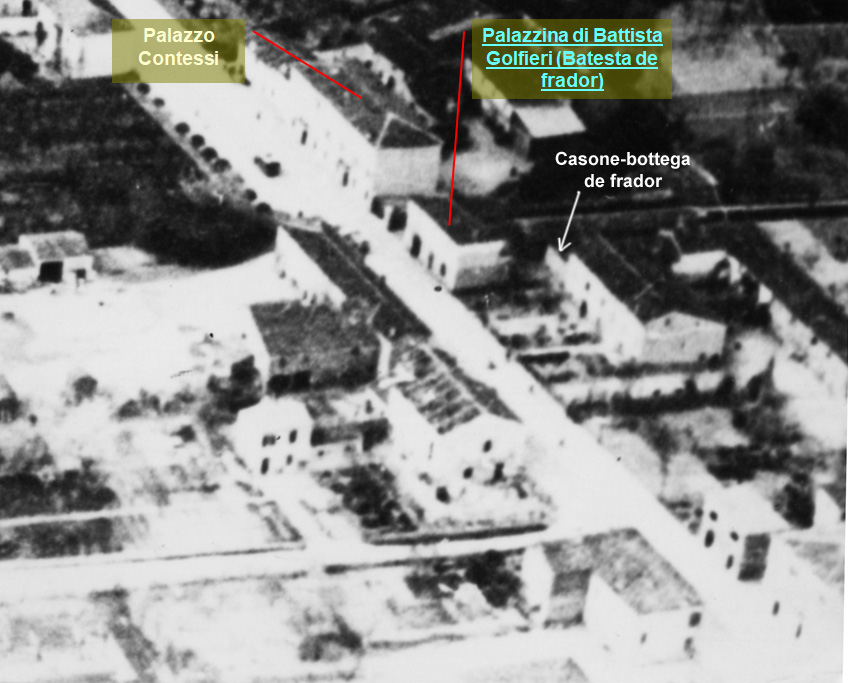 Palazzo
Contessi
Palazzina di Battista
Golfieri (Batesta de
frador)
Casone-bottega
de frador